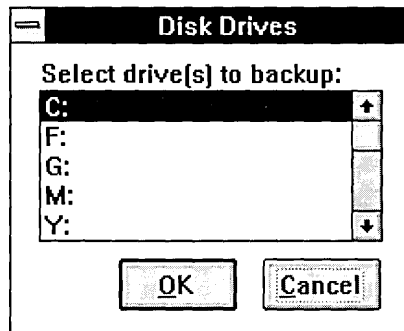 Disk Drives
Select drive(s) to backup:
C:
F:
G:
M:
Y:
OK Cancel